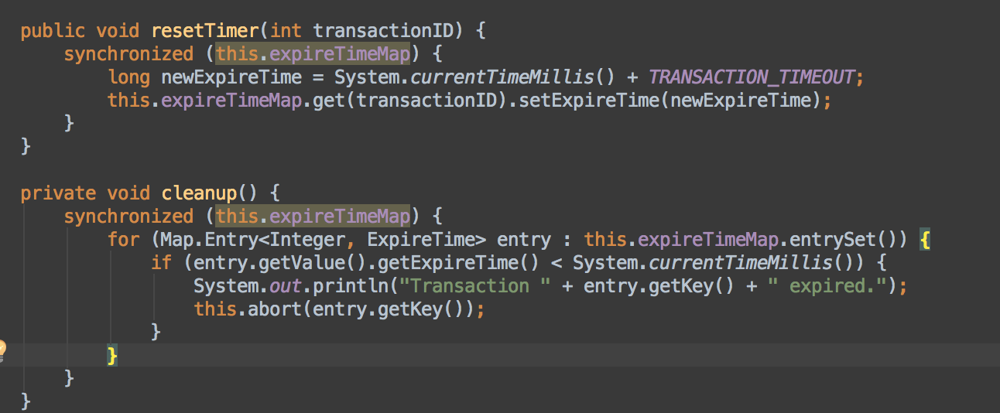 public void resetTimer(int transactionID) {
    synchronized (this.expireTimeMap) {
        long newExpireTime = System.currentTimeMillis() + TRANSACTION_TIMEOUT;
        this.expireTimeMap.get(transactionID).setExpireTime(newExpireTime);
    }
}

private void cleanup() {
    synchronized (this.expireTimeMap) {
        for (Map.Entry<Integer, ExpireTime> entry : this.expireTimeMap.entrySet()) {
            if (entry.getValue().getExpireTime() < System.currentTimeMillis()) {
                System.out.println("Transaction " + entry.getKey() + " expired.");
                this.abort(entry.getKey());
            }
        }
    }
}